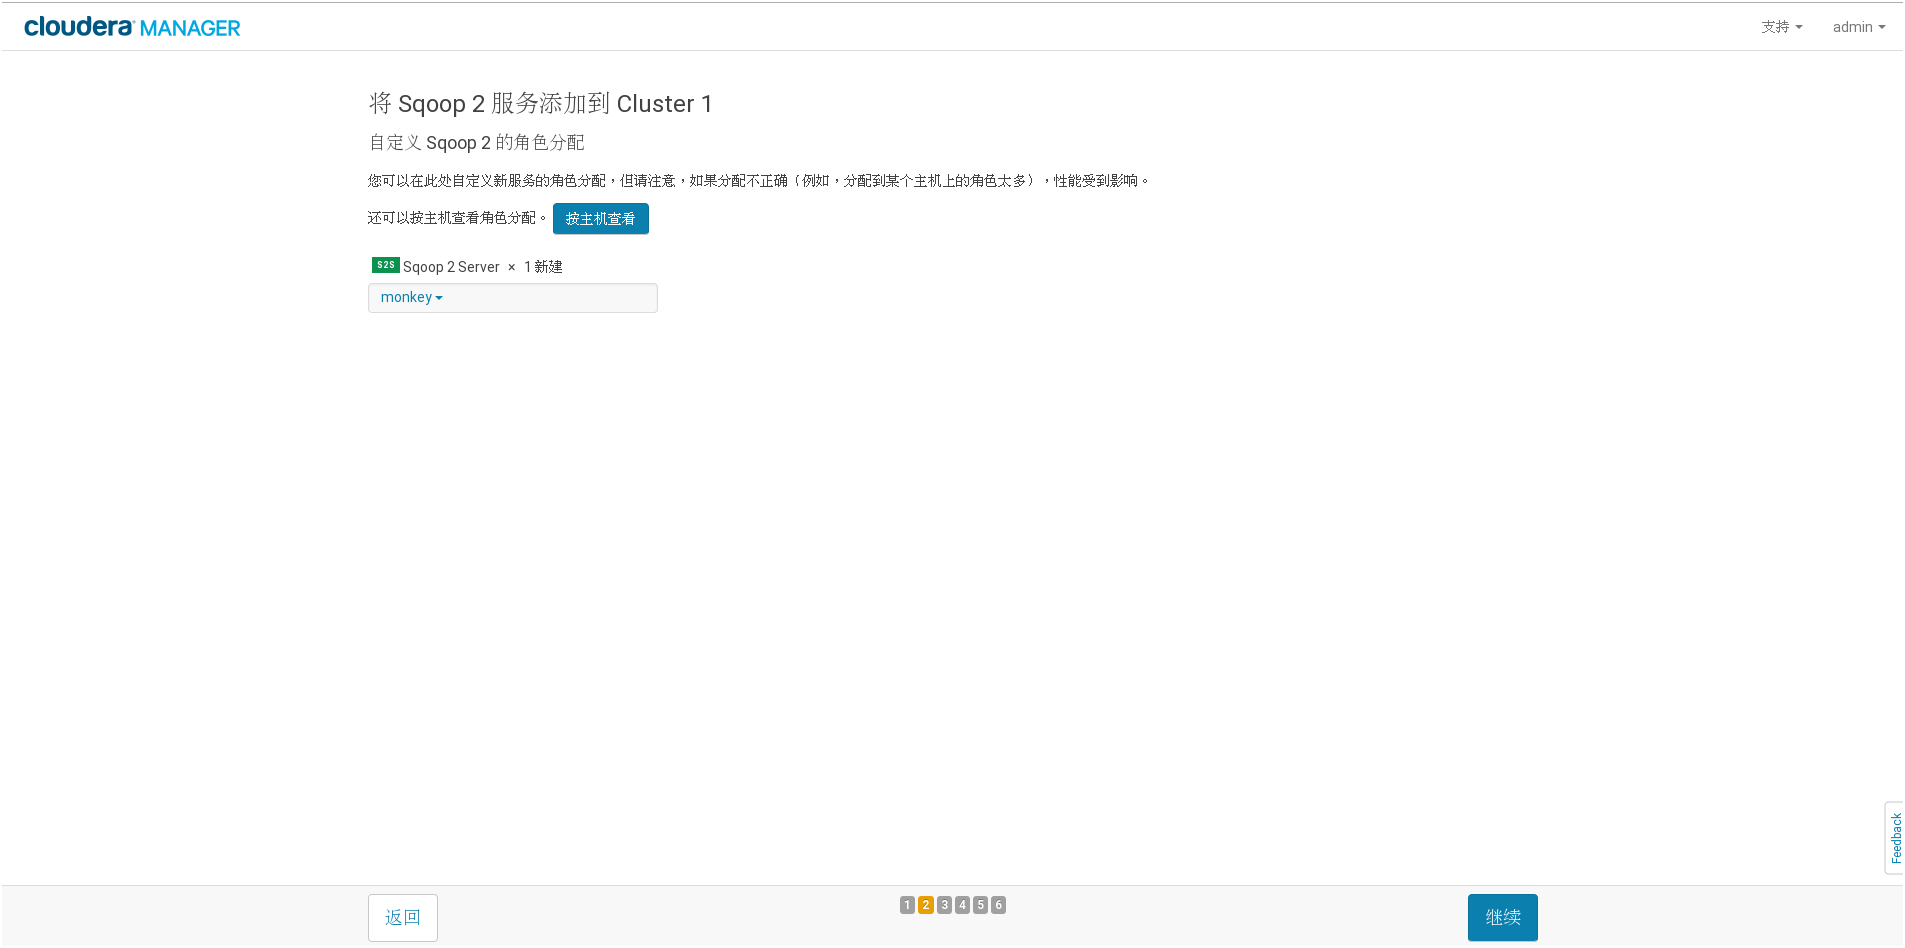 cloudera MANAGER
支持 admin
将 Sqoop 2 服务添加到 Cluster 1
自定义 Sqoop 2 的角色分配
您可以在此处自定义新服务的角色分配，但请注意，如果分配不正确（例如，分配到某个主机上的角色太多），性能受到影响。
还可以按主机查看角色分配。 按主机查看
S2S Sqoop 2 Server × 1 新建
monkey
Feedback
返回 1 2 3 4 5 6 继续